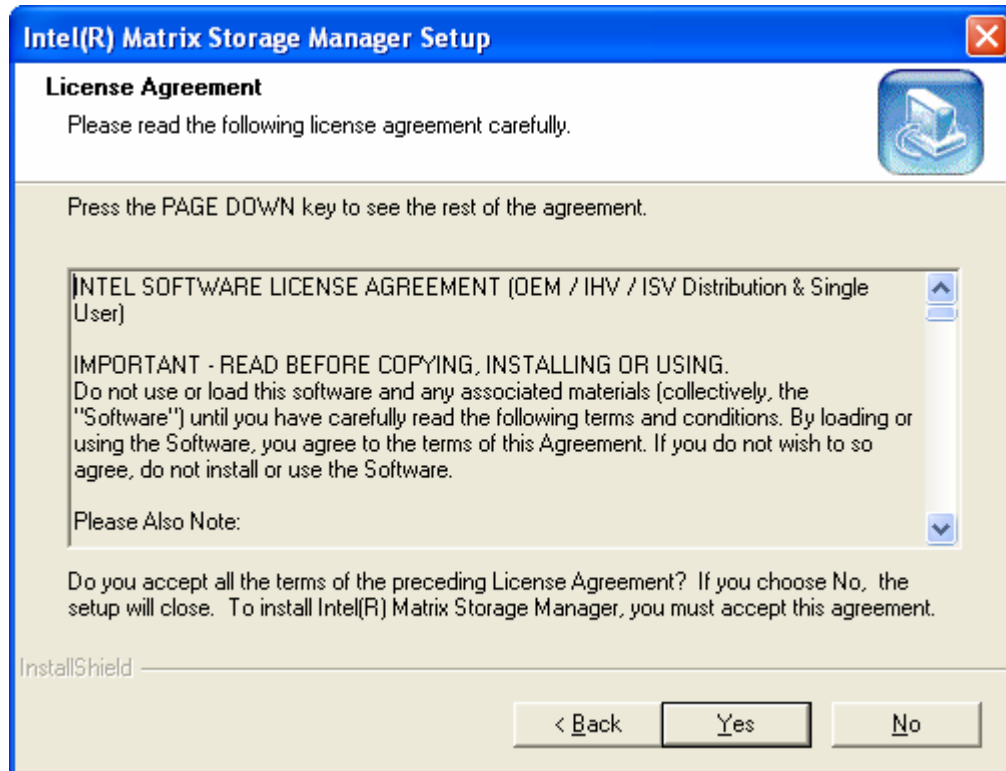 Intel(R) Matrix Storage Manager Setup
License Agreement
Please read the following license agreement carefully.
Press the PAGE DOWN key to see the rest of the agreement.
INTEL SOFTWARE LICENSE AGREEMENT (OEM / IHV / ISV Distribution & Single
User)
IMPORTANT - READ BEFORE COPYING, INSTALLING OR USING.
Do not use or load this software and any associated materials (collectively, the
"Software") until you have carefully read the following terms and conditions. By loading or
using the Software, you agree to the terms of this Agreement. If you do not wish to so
agree, do not install or use the Software.
Please Also Note:
Do you accept all the terms of the preceding License Agreement?  If you choose No,  the
setup will close.  To install Intel(R) Matrix Storage Manager, you must accept this agreement.
InstallShield
< Back
Yes
No